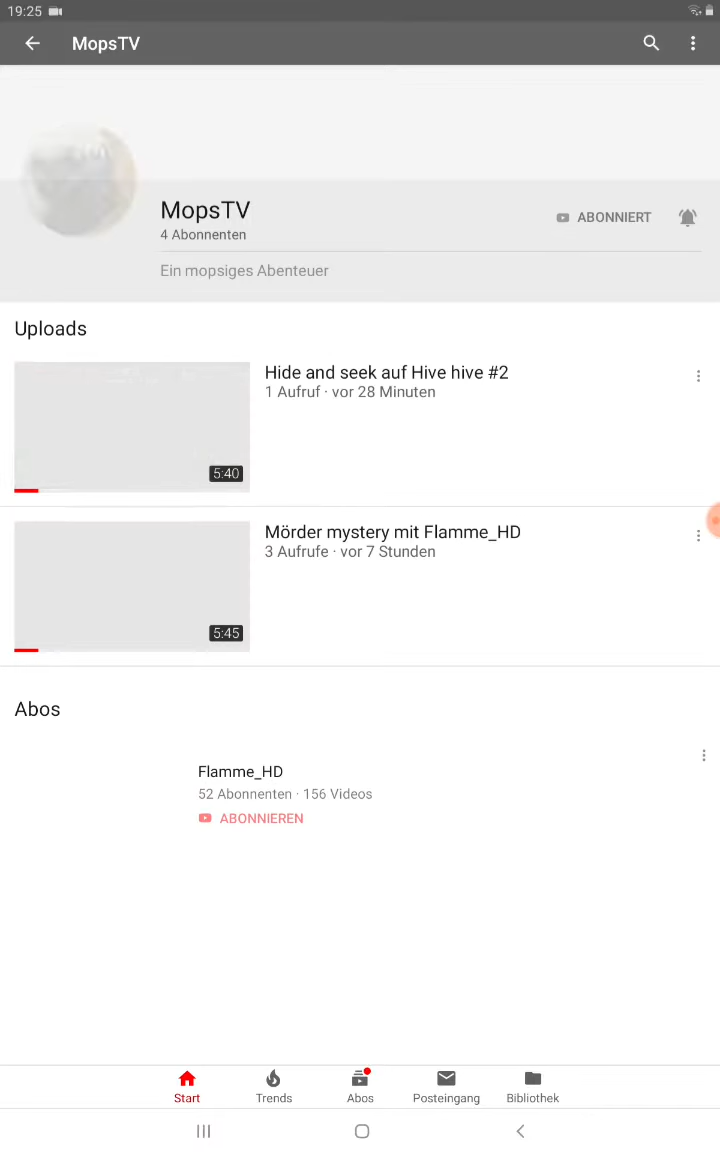 19:25
MopsTV
MopsTV
4 Abonnenten
ABONNIERT
Ein mopsiges Abenteuer
Uploads
Hide and seek auf Hive hive #2
1 Aufruf · vor 28 Minuten
5:40
Mörder mystery mit Flamme_HD
3 Aufrufe · vor 7 Stunden
5:45
Abos
Flamme_HD
52 Abonnenten · 156 Videos
ABONNIEREN
Start
Trends
Abos
Posteingang
Bibliothek